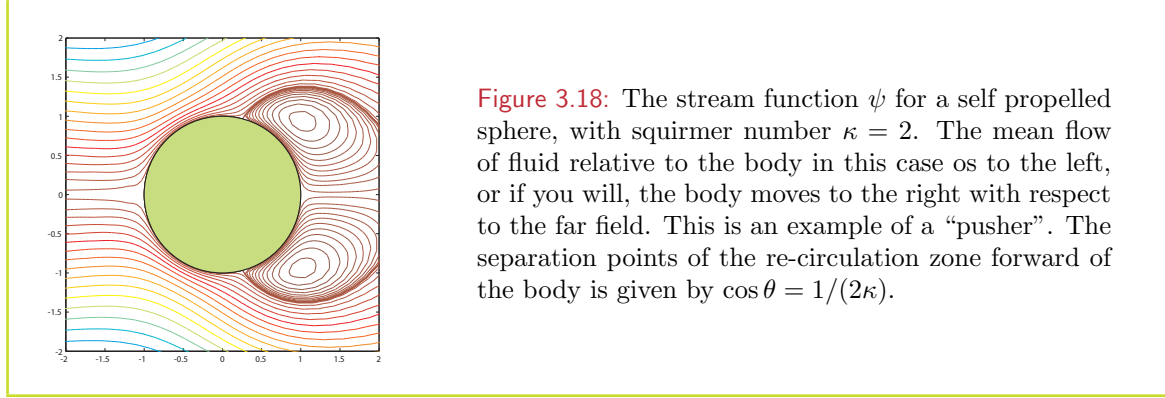 2
1.5
1
0.5
0
-0.5
-1
-1.5
-2
-2 -1.5 -1 -0.5 0 0.5 1 1.5 2
Figure 3.18: The stream function ψ for a self propelled
sphere, with squirmer number κ = 2. The mean flow
of fluid relative to the body in this case os to the left,
or if you will, the body moves to the right with respect
to the far field. This is an example of a “pusher”. The
separation points of the re-circulation zone forward of
the body is given by cos θ = 1/(2κ).